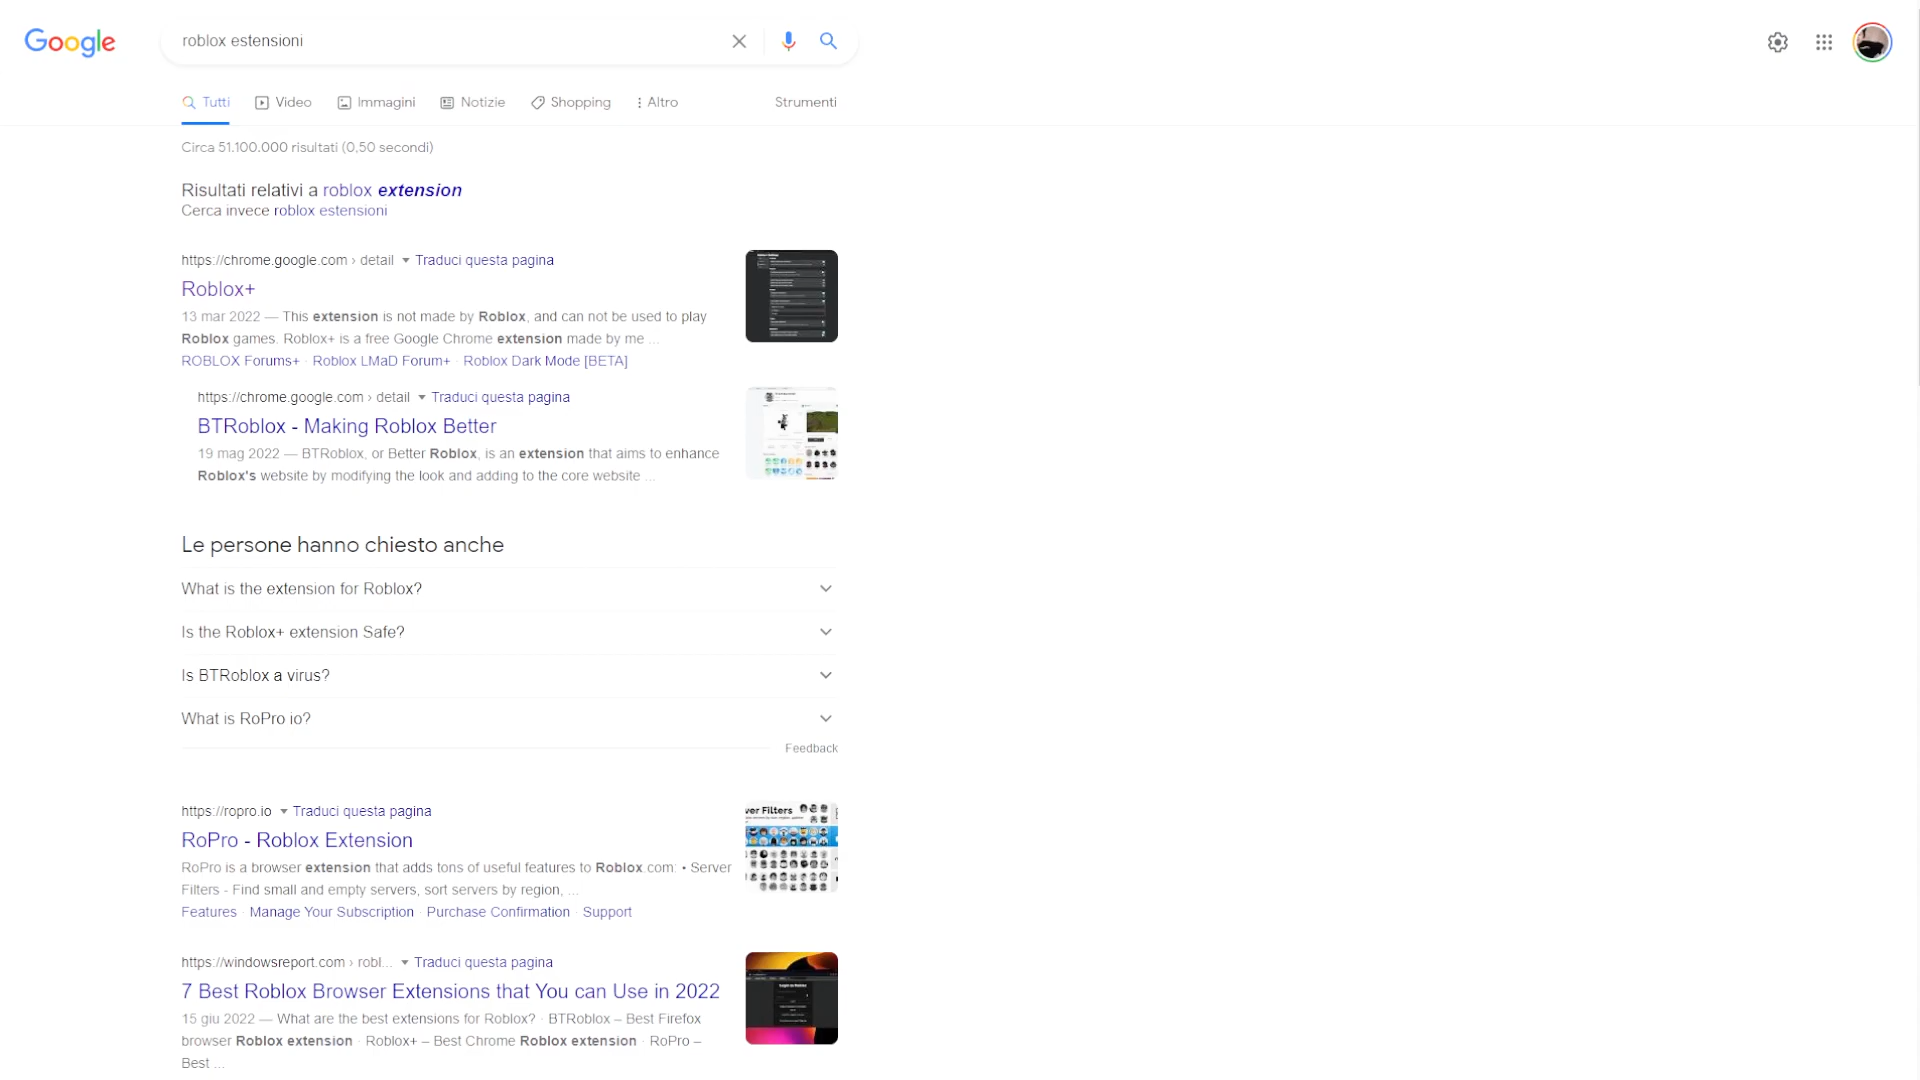 Google
roblox estensioni
Tutti
Video
Immagini
Notizie
Shopping
Altro
Strumenti
Circa 51.100.000 risultati (0,50 secondi)
Risultati relativi a roblox extension
Cerca invece roblox estensioni
https://chrome.google.com › detail Traduci questa pagina
Roblox+
13 mar 2022 — This extension is not made by Roblox, and can not be used to play
Roblox games. Roblox+ is a free Google Chrome extension made by me ...
ROBLOX Forums+ · Roblox LMaD Forum+ · Roblox Dark Mode [BETA]
https://chrome.google.com › detail Traduci questa pagina
BTRoblox - Making Roblox Better
19 mag 2022 — BTRoblox, or Better Roblox, is an extension that aims to enhance
Roblox's website by modifying the look and adding to the core website ...
Le persone hanno chiesto anche
What is the extension for Roblox?
Is the Roblox+ extension Safe?
Is BTRoblox a virus?
What is RoPro io?
Feedback
https://ropro.io Traduci questa pagina
RoPro - Roblox Extension
RoPro is a browser extension that adds tons of useful features to Roblox.com: • Server
Filters - Find small and empty servers, sort servers by region, ...
Features · Manage Your Subscription · Purchase Confirmation · Support
ver Filters
https://windowsreport.com › robl... Traduci questa pagina
7 Best Roblox Browser Extensions that You can Use in 2022
15 giu 2022 — What are the best extensions for Roblox? · BTRoblox – Best Firefox
browser Roblox extension · Roblox+ – Best Chrome Roblox extension · RoPro –
Best ...